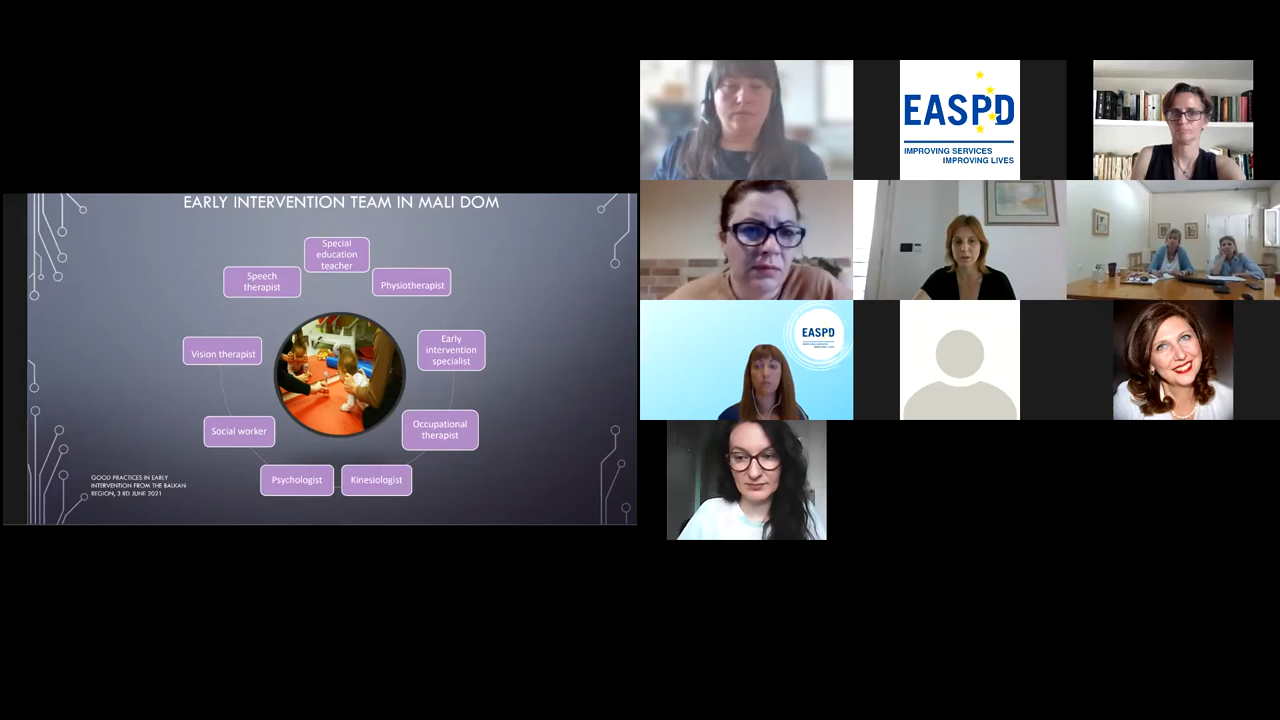 EARLY INTERVENTION TEAM IN MALI DOM
Special
education
teacher
Speech
therapist
Physiotherapist
Vision therapist
Early
intervention
specialist
Social worker
Occupational
therapist
Psychologist
Kinesiologist
GOOD PRACTICES IN EARLY
INTERVENTION FROM THE BALKAN
REGION, 3 RD JUNE 2021
EASPD
IMPROVING SERVICES
IMPROVING LIVES
EASPD